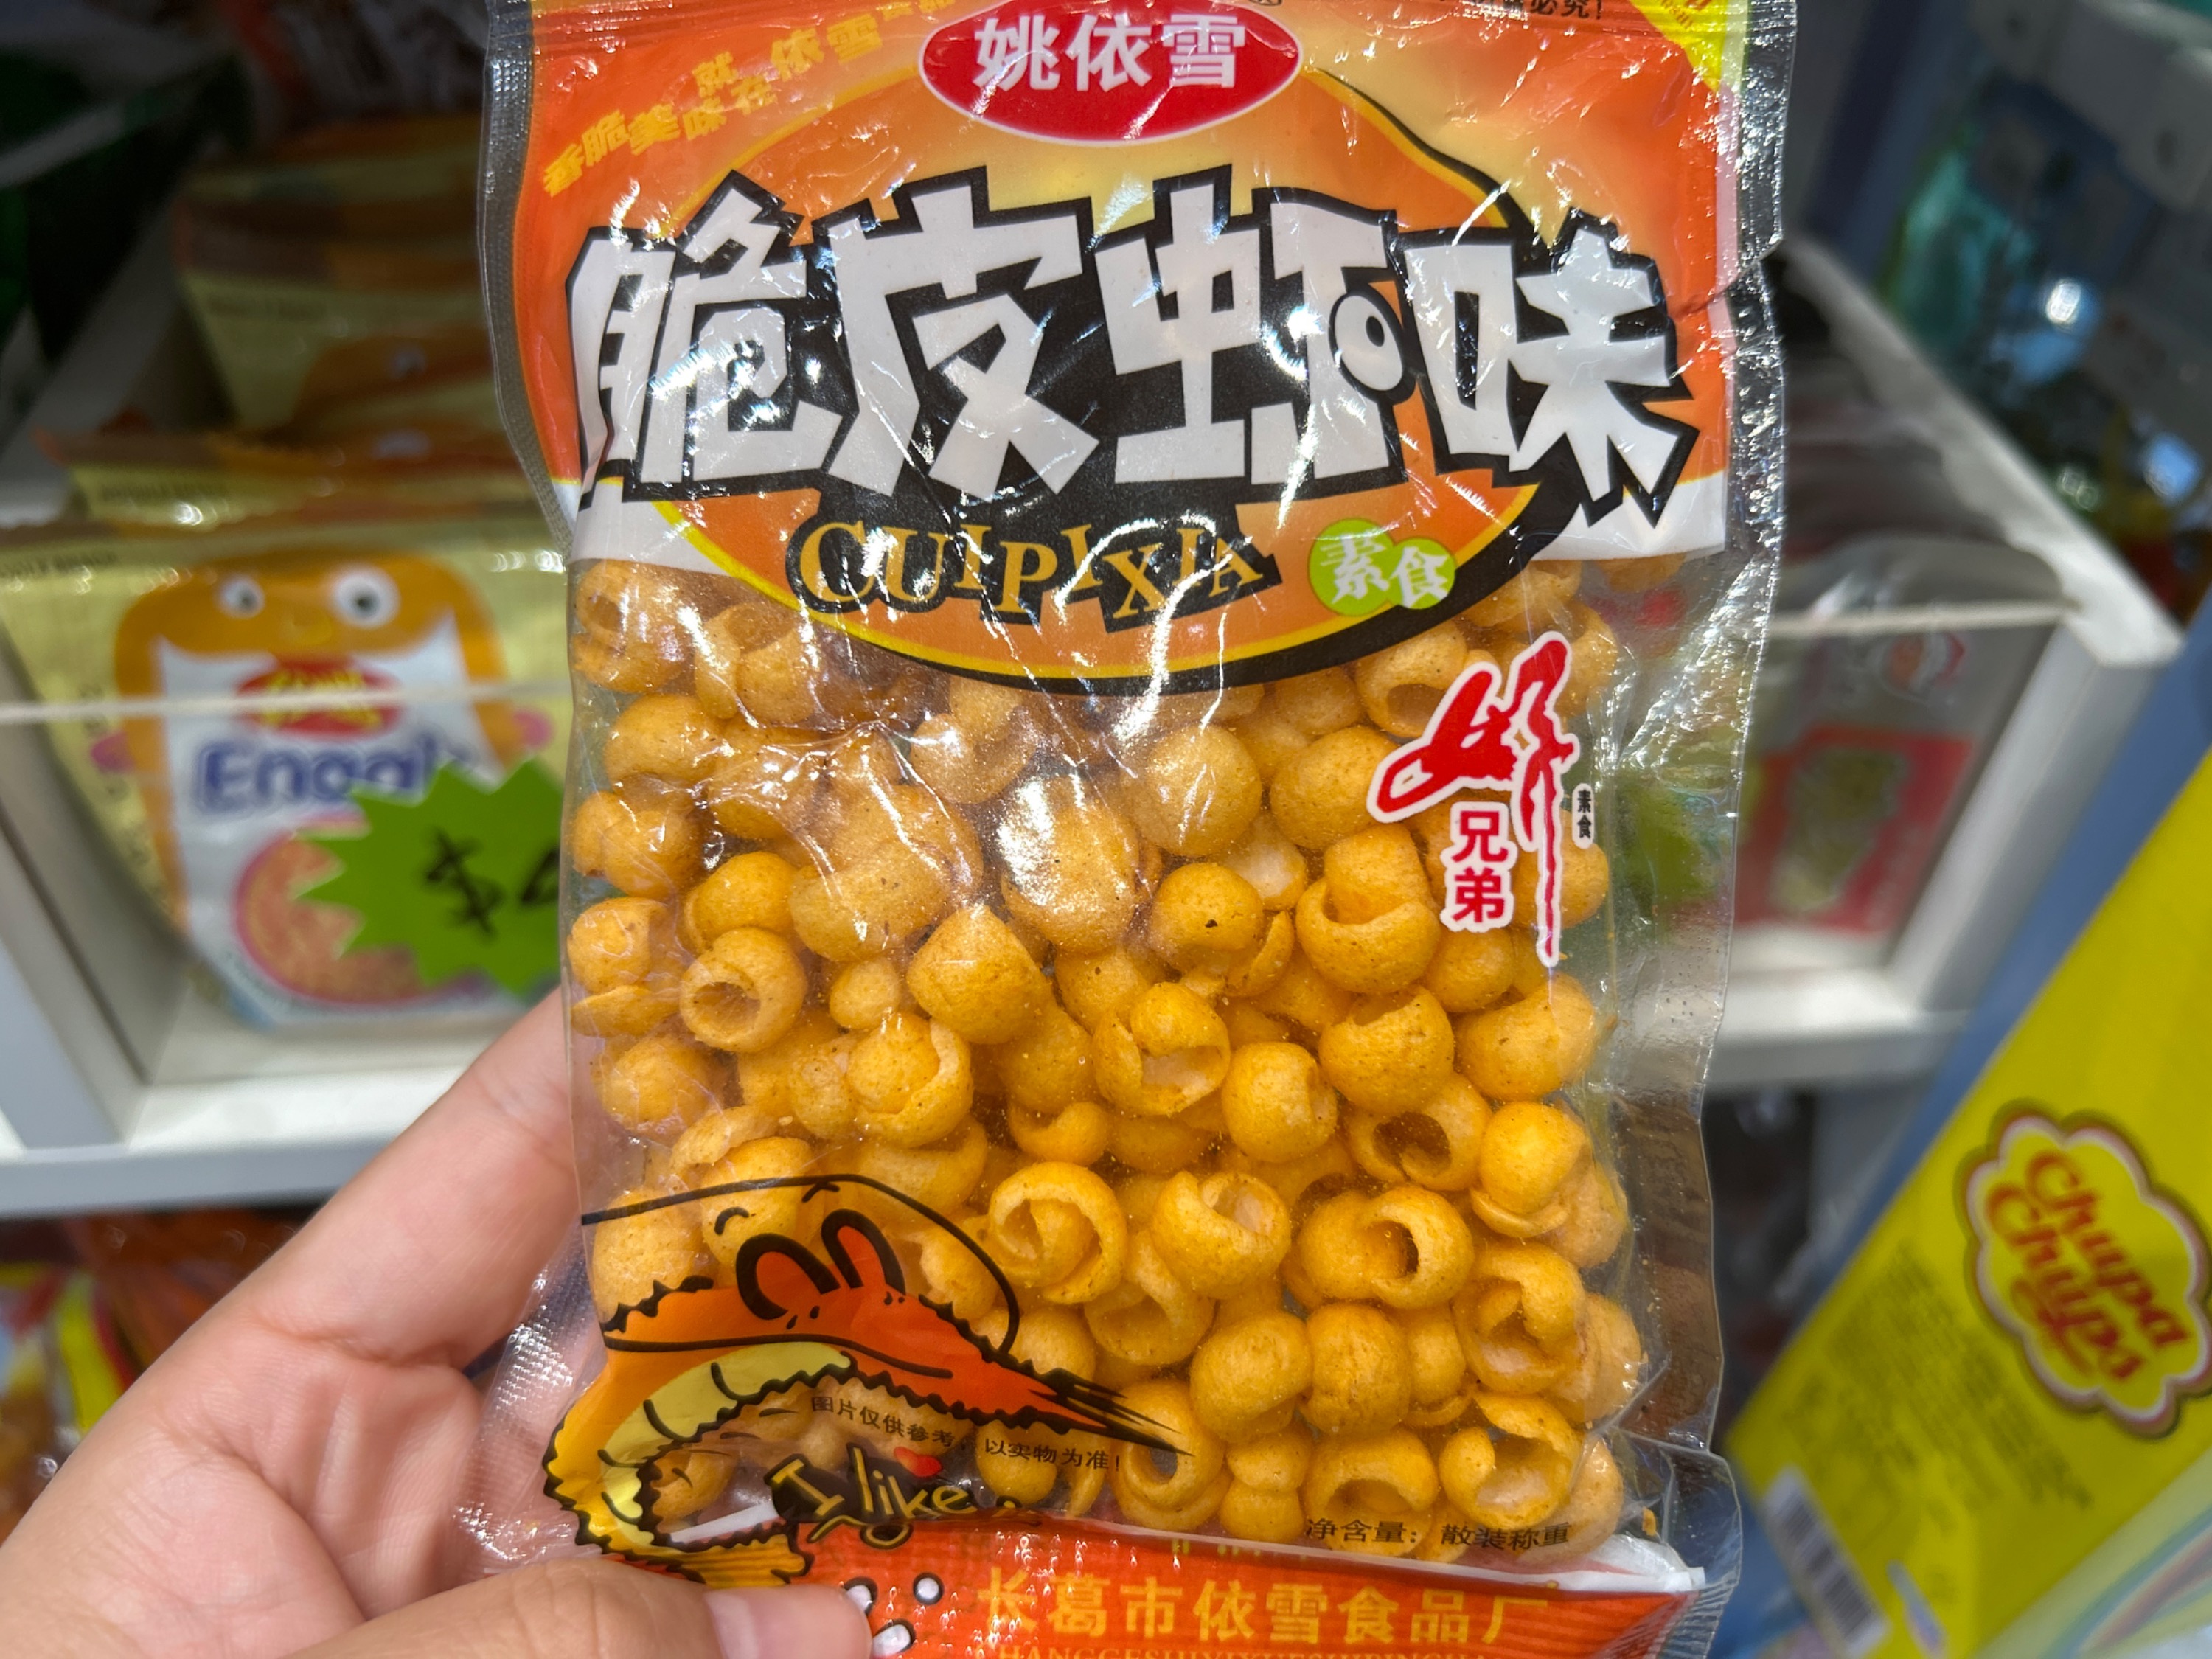 姚依雪
香脆美味就在依雪
脆皮虾味
CUIPIXIA
素食
虾
兄弟
素食
Enaak
$
Chupa
Chups
图片仅供参考，以实物为准！
I like
净含量：散装称重
长葛市依雪食品厂